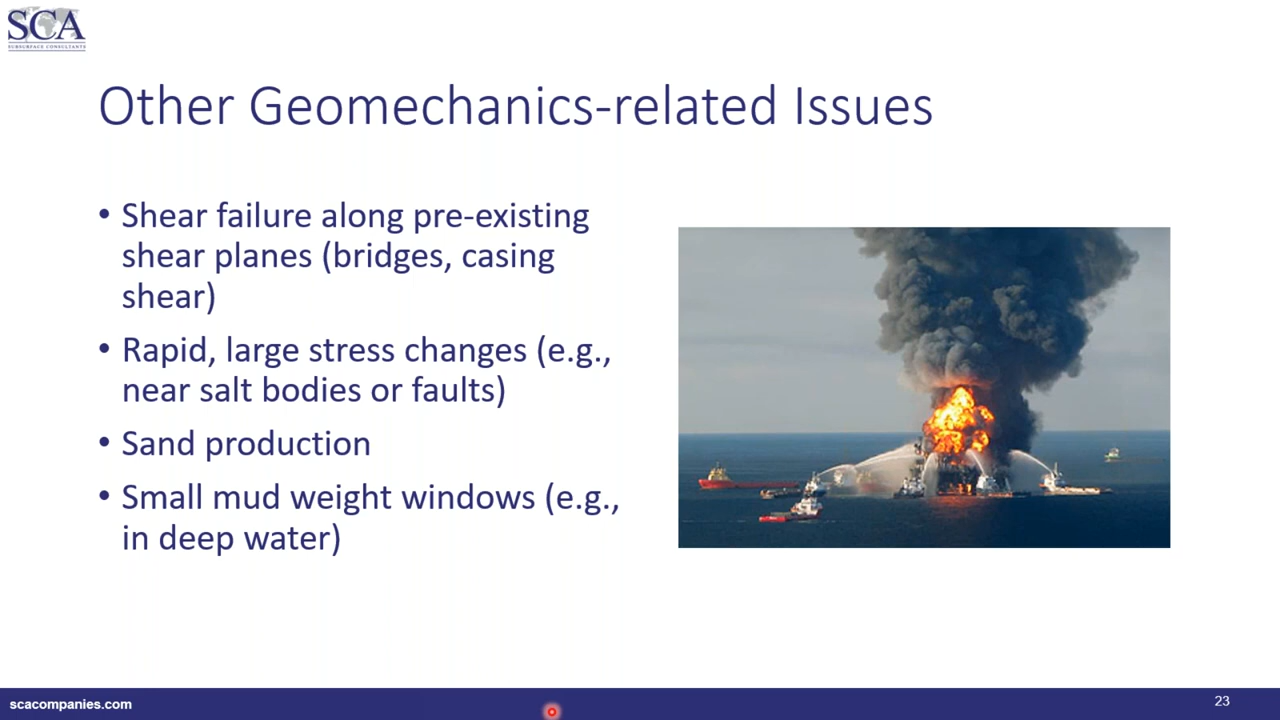 SCA
SUBSURFACE CONSULTANTS
Other Geomechanics-related Issues
• Shear failure along pre-existing
shear planes (bridges, casing
shear)
• Rapid, large stress changes (e.g.,
near salt bodies or faults)
• Sand production
• Small mud weight windows (e.g.,
in deep water)
scacompanies.com
23